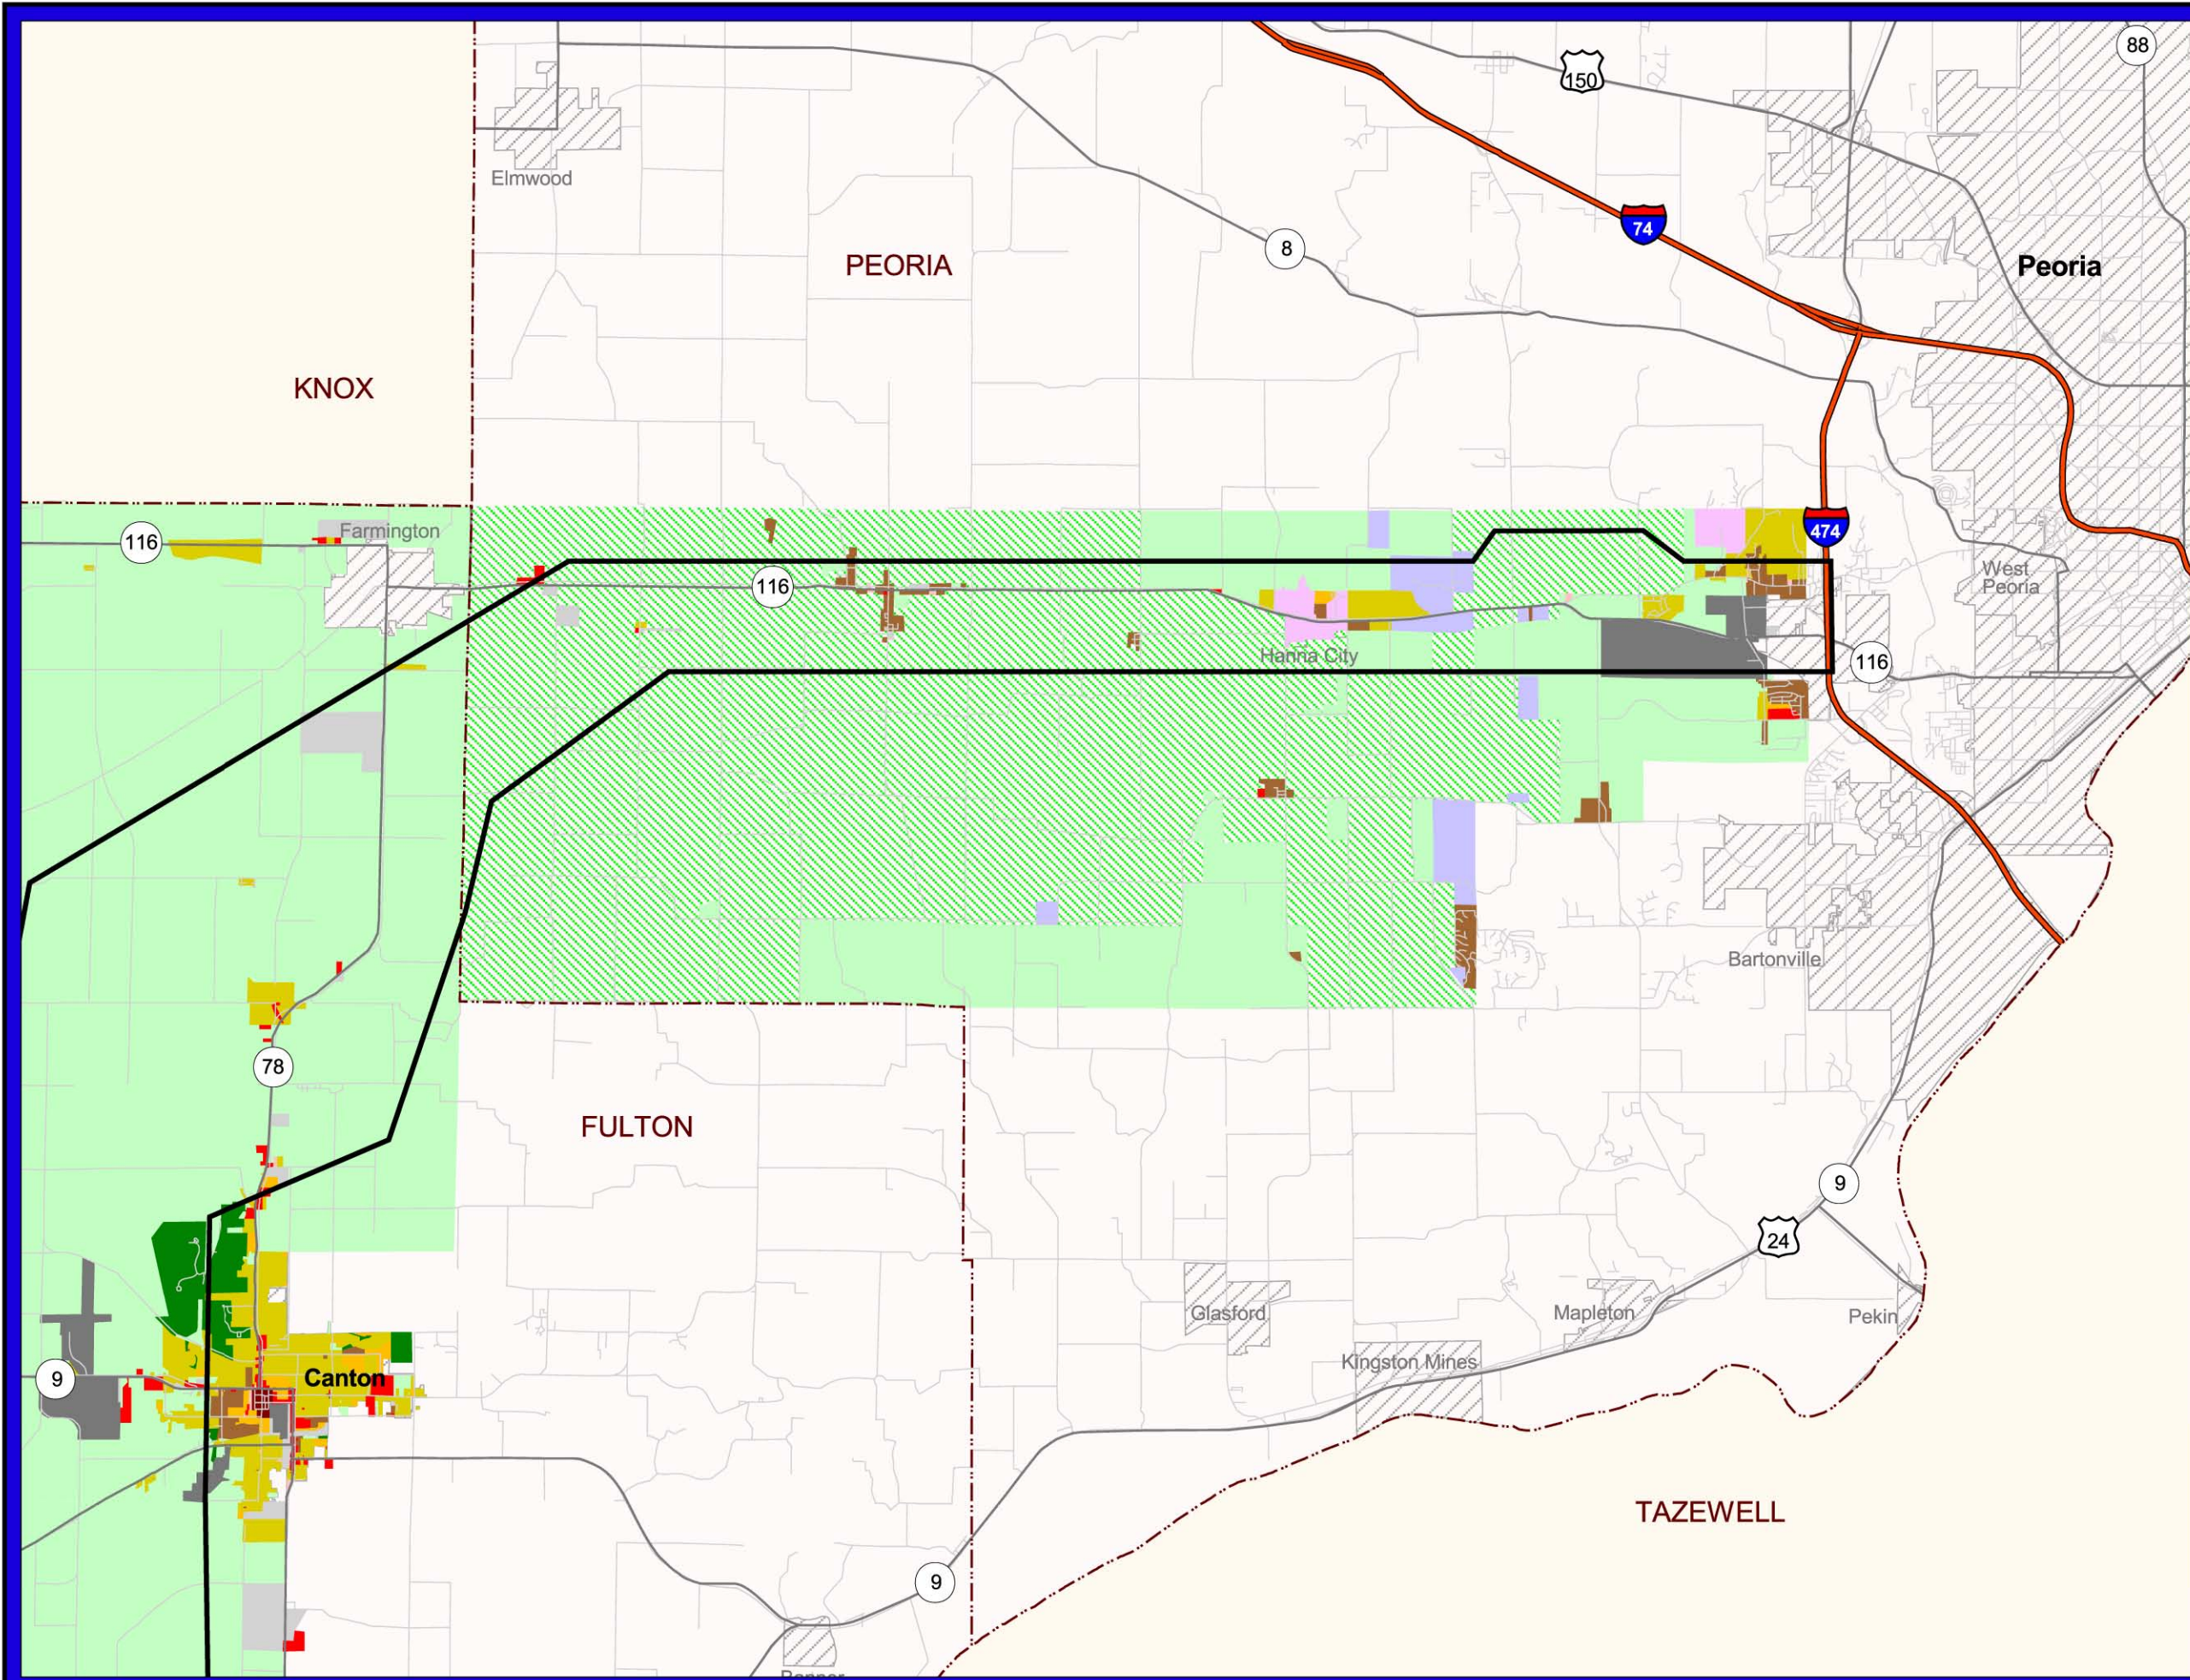 88
150
Elmwood
74
8
PEORIA
Peoria
KNOX
474
Farmington
116
116
West
Peoria
Hanna City
116
Bartonville
78
FULTON
9
24
Glasford
Mapleton
Pekin
Kingston Mines
9
Canton
TAZEWELL
9